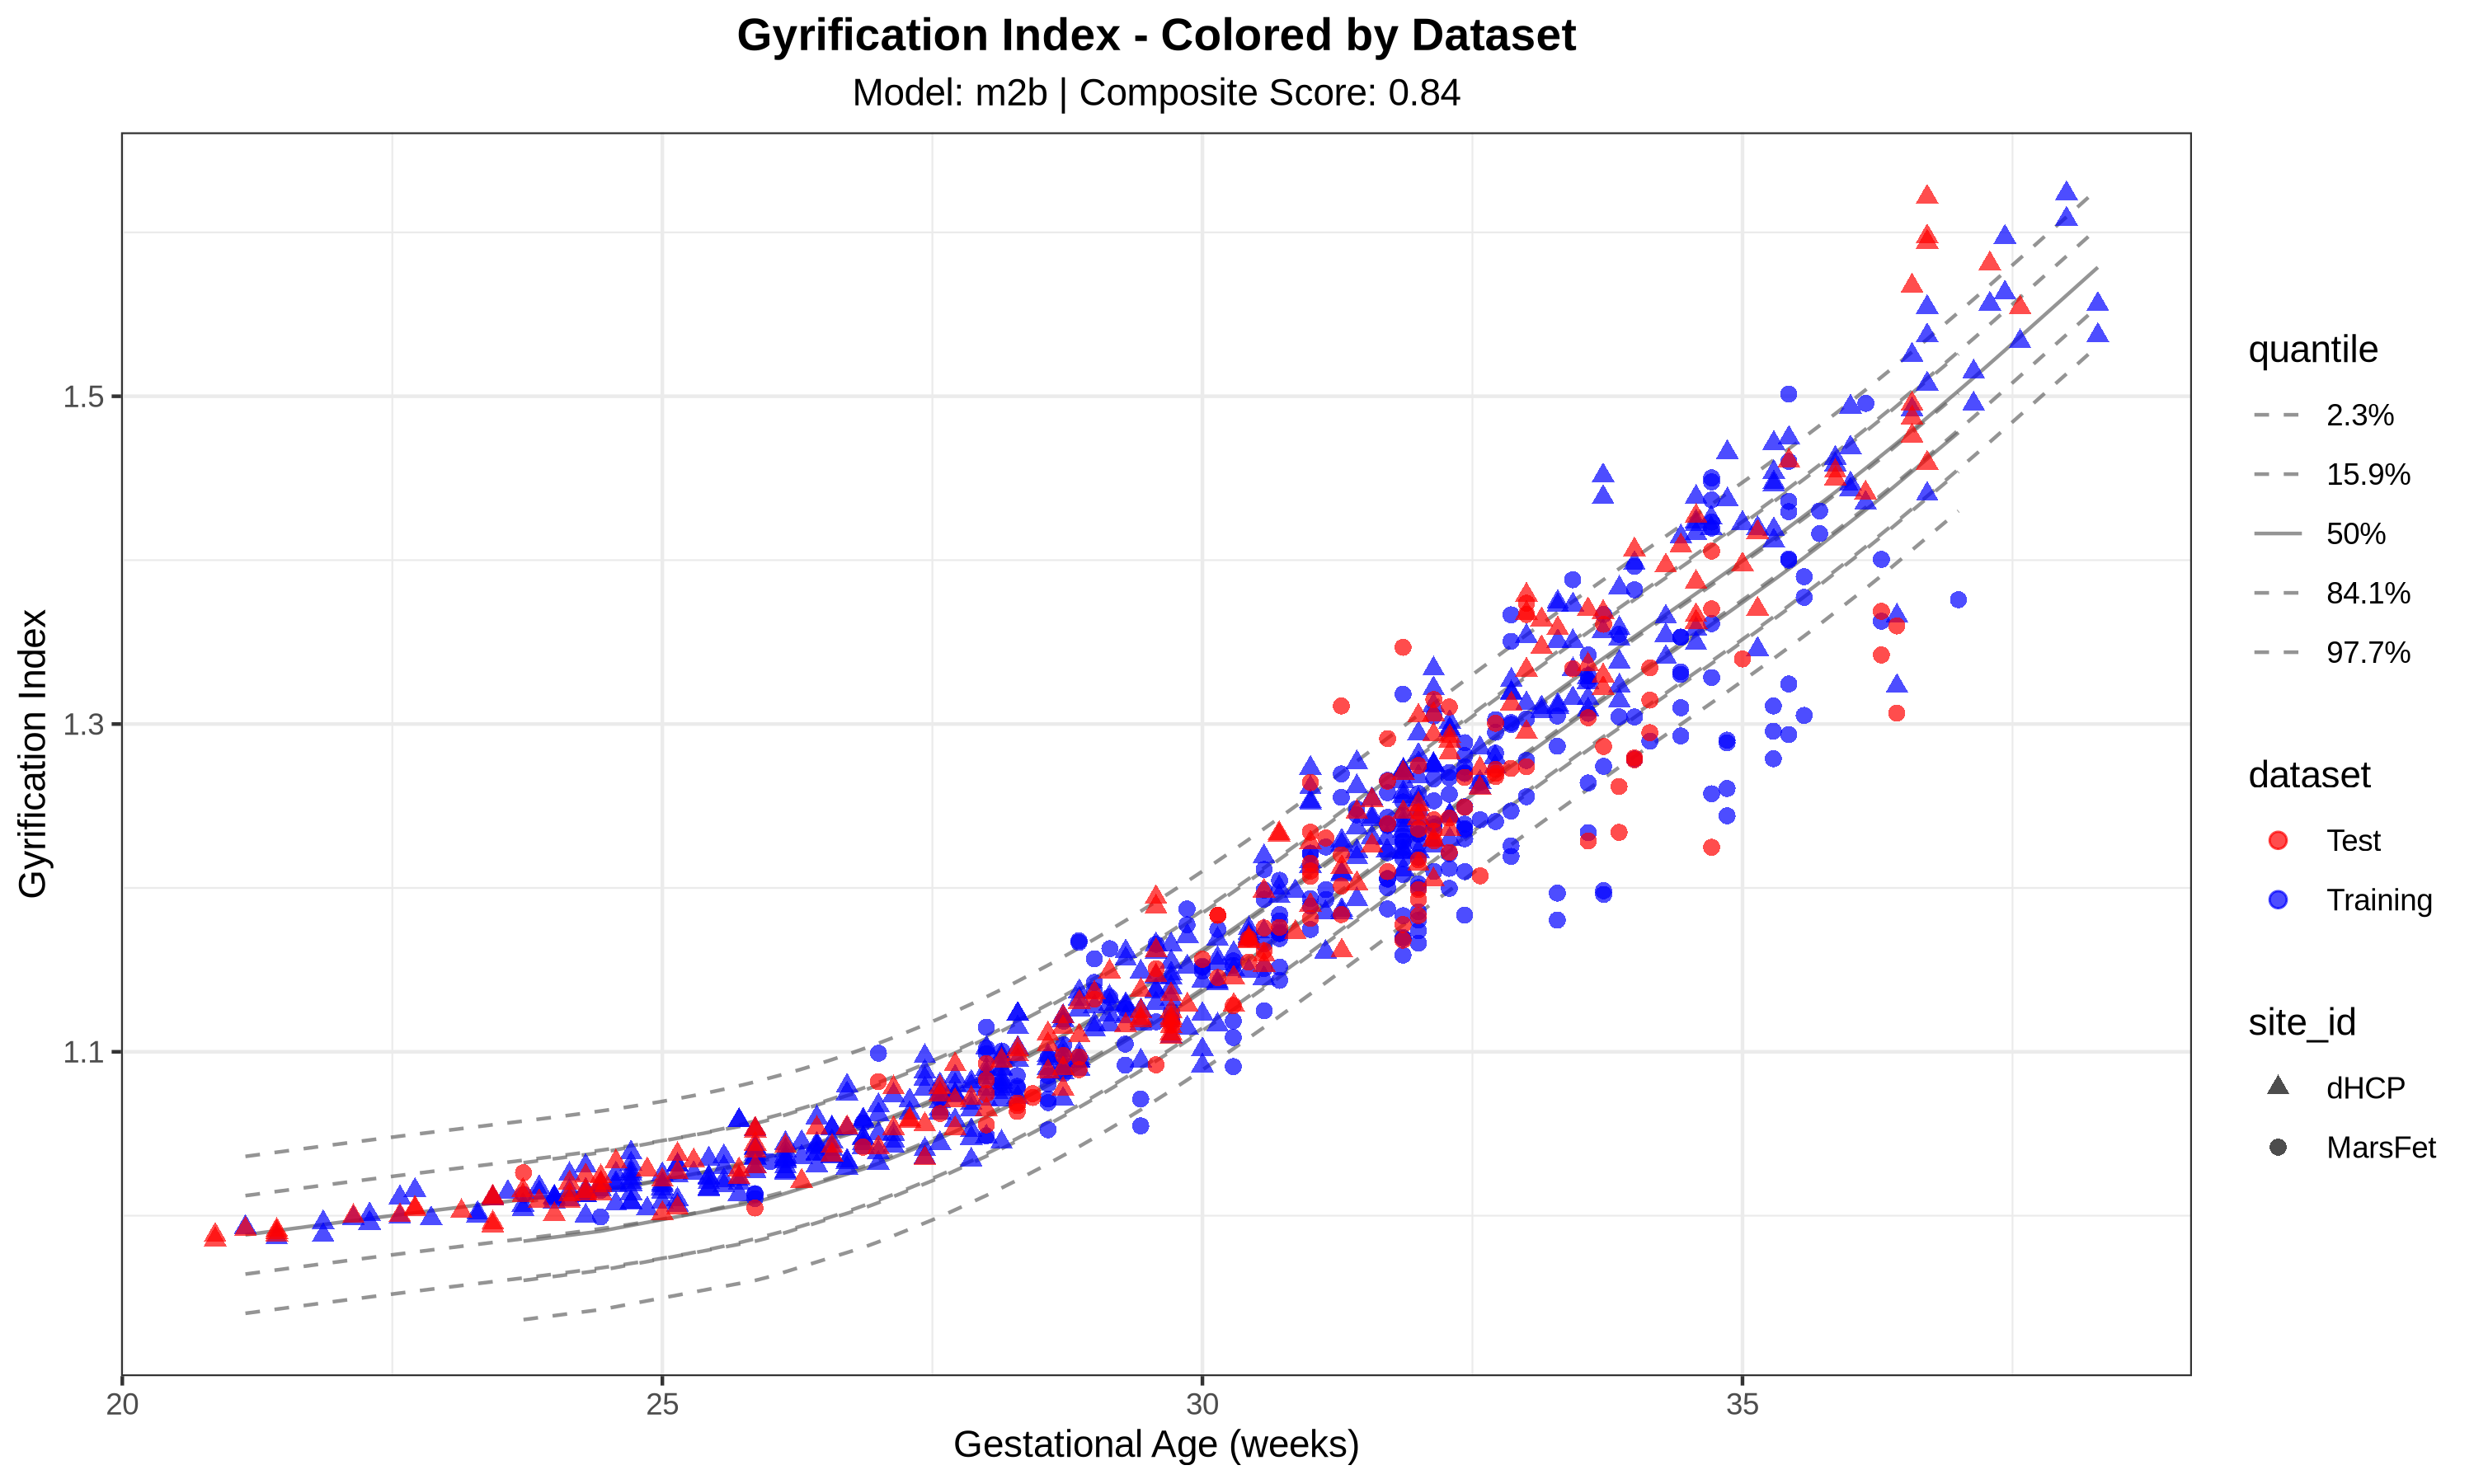 Gyrification Index - Colored by Dataset
Model: m2b | Composite Score: 0.84
Gyrification Index
1.5
1.3
1.1
20
25
30
35
Gestational Age (weeks)
quantile
2.3%
15.9%
50%
84.1%
97.7%
dataset
Test
Training
site_id
dHCP
MarsFet